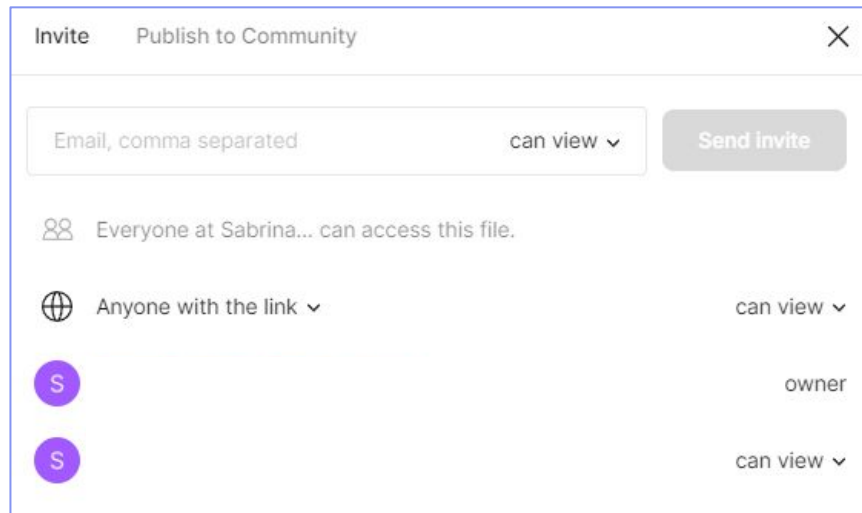 Invite Publish to Community
Email, comma separated can view Send invite
Everyone at Sabrina... can access this file.
Anyone with the link can view
S owner
S can view